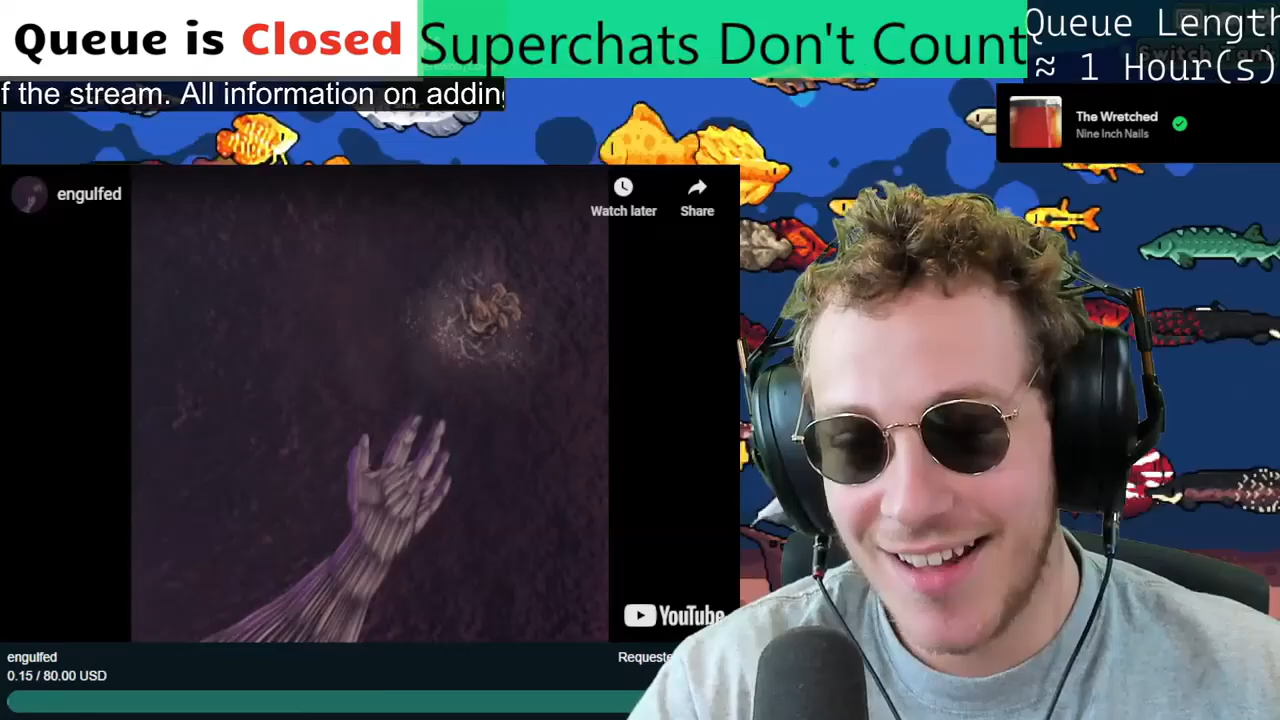 Queue is Closed
Superchats Don't Count
Queue Length
≈ 1 Hour(s)
f the stream. All information on adding
The Wretched
Nine Inch Nails
engulfed
Watch later
Share
YouTube
engulfed
Requeste
0.15 / 80.00 USD